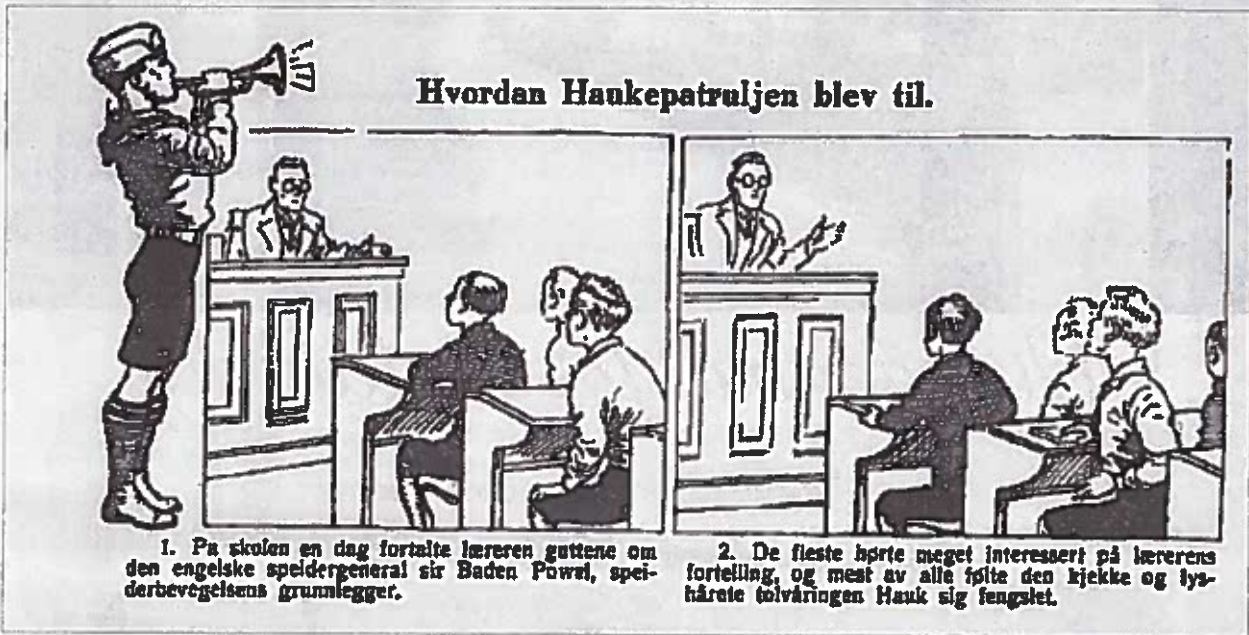 Hvordan Haukepatruljen blev til.
1. På skolen en dag fortalte læreren guttene om
den engelske speidergeneral sir Baden Powel, spei-
derbevegelsens grunnlegger.
2. De fleste hørte meget interessert på lærerens
fortelling, og mest av alle følte den kjekke og lys-
hårete tolvåringen Hauk sig fengslet.